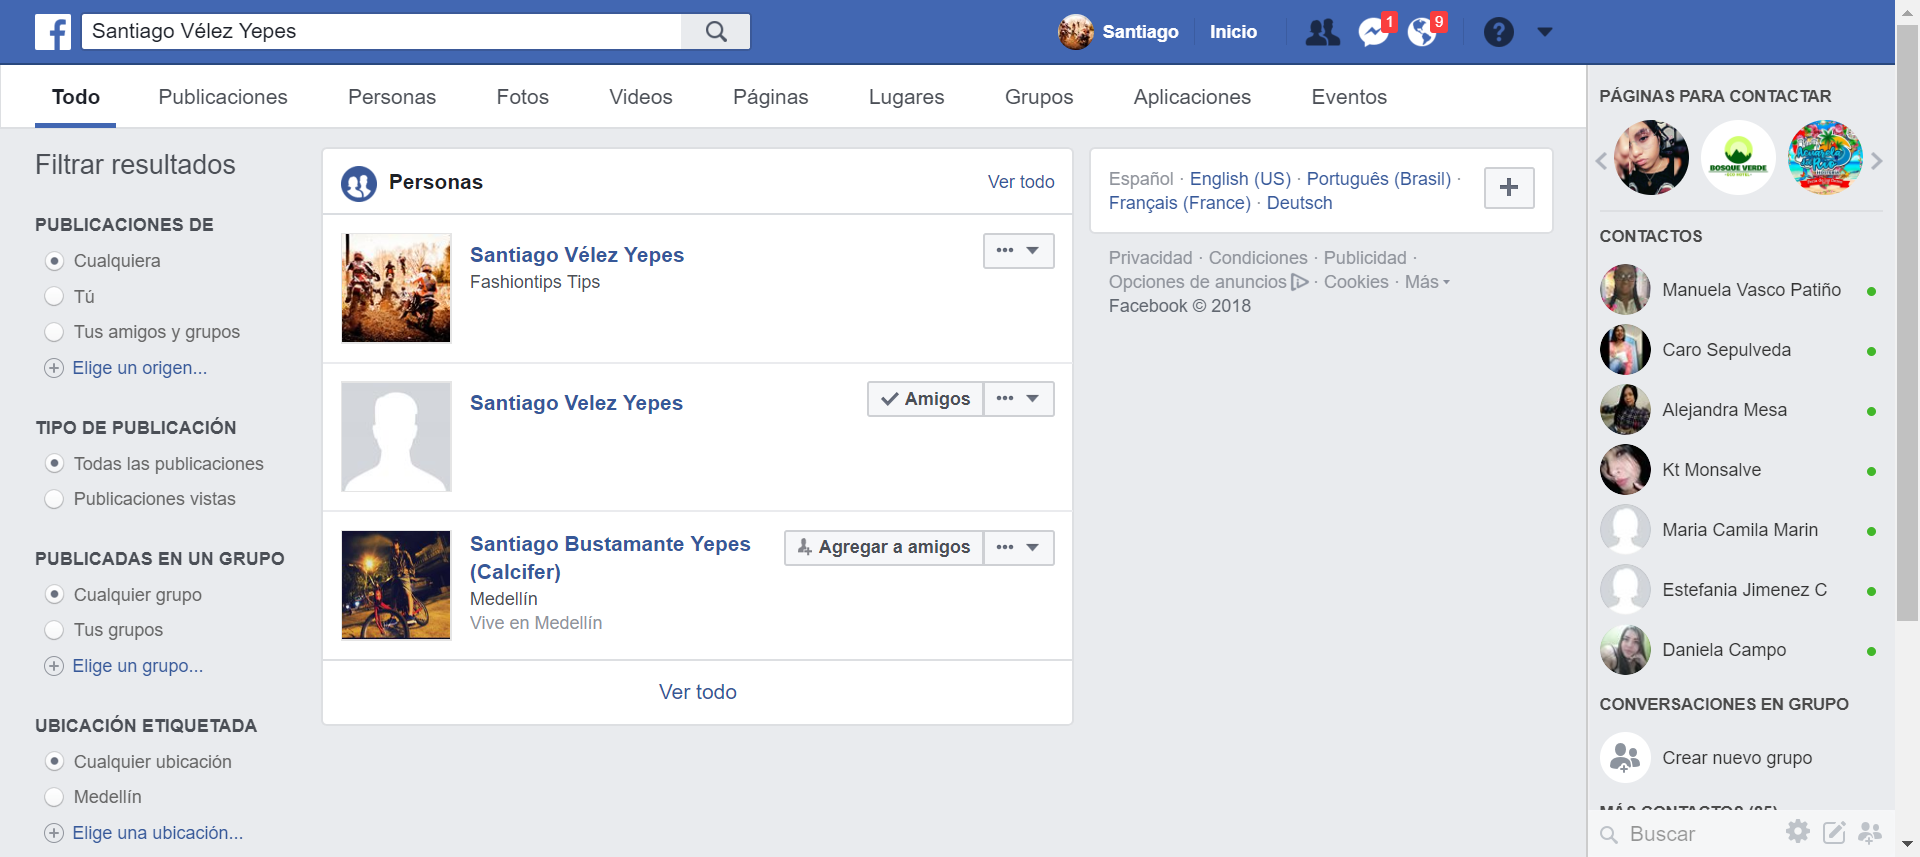 Santiago Vélez Yepes
Santiago
Inicio
1
9
Todo
Publicaciones
Personas
Fotos
Videos
Páginas
Lugares
Grupos
Aplicaciones
Eventos
Filtrar resultados
PUBLICACIONES DE
Cualquiera
Tú
Tus amigos y grupos
Elige un origen...
TIPO DE PUBLICACIÓN
Todas las publicaciones
Publicaciones vistas
PUBLICADAS EN UN GRUPO
Cualquier grupo
Tus grupos
Elige un grupo...
UBICACIÓN ETIQUETADA
Cualquier ubicación
Medellín
Elige una ubicación...
Personas
Ver todo
Santiago Vélez Yepes
Fashiontips Tips
Santiago Velez Yepes
Amigos
Santiago Bustamante Yepes
(Calcifer)
Agregar a amigos
Medellín
Vive en Medellín
Ver todo
Español · English (US) · Português (Brasil) ·
Français (France) · Deutsch
Privacidad · Condiciones · Publicidad ·
Opciones de anuncios · Cookies · Más
Facebook © 2018
PÁGINAS PARA CONTACTAR
BOSQUE VERDE
CONTACTOS
Manuela Vasco Patiño
Caro Sepulveda
Alejandra Mesa
Kt Monsalve
Maria Camila Marin
Estefania Jimenez C
Daniela Campo
CONVERSACIONES EN GRUPO
Crear nuevo grupo
Buscar